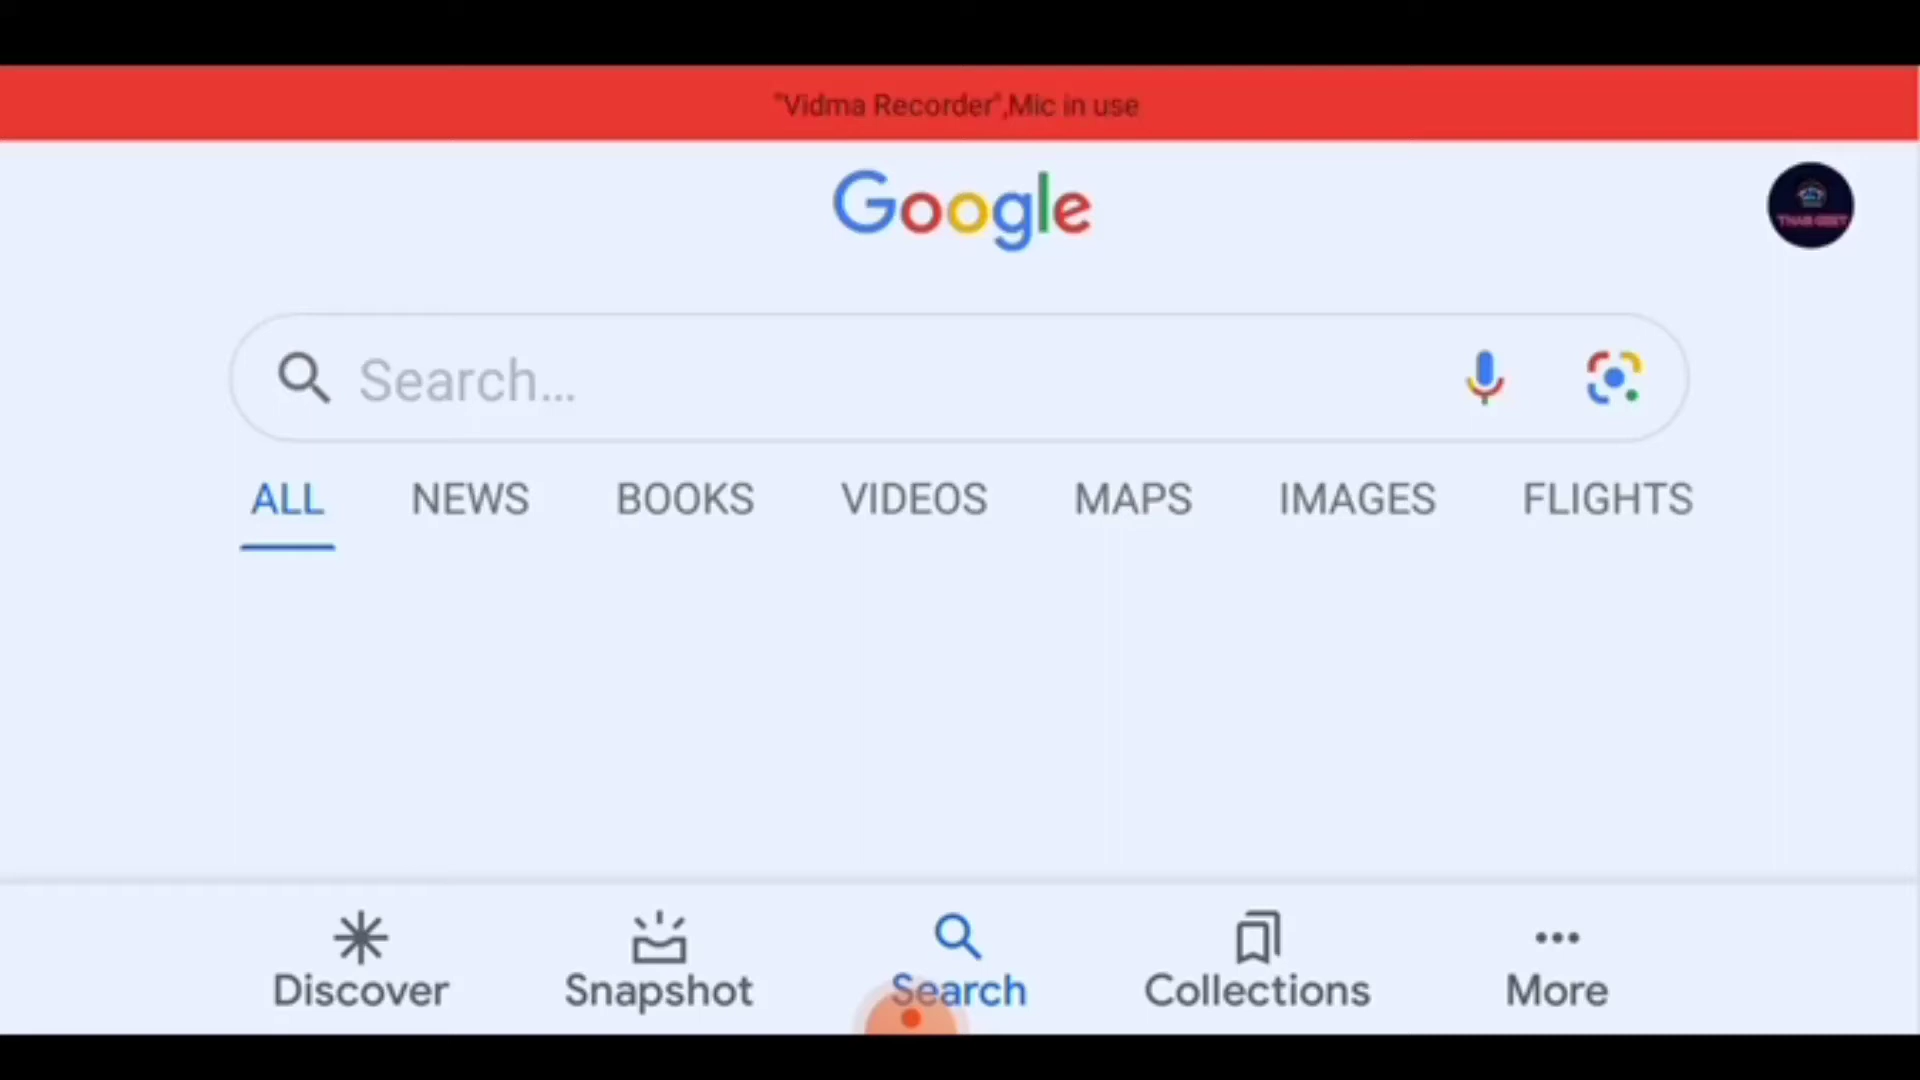 "Vidma Recorder",Mic in use
Google
Search...
ALL NEWS BOOKS VIDEOS MAPS IMAGES FLIGHTS
Discover Snapshot Search Collections More